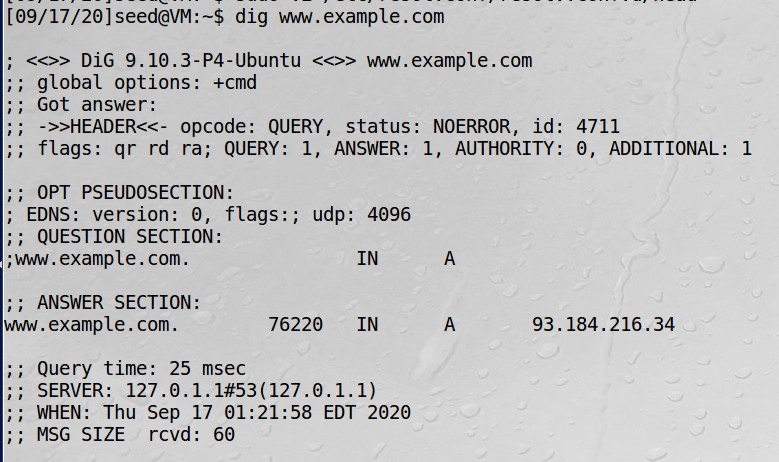 [09/17/20]seed@VM:~$ dig www.example.com
; <<>> DiG 9.10.3-P4-Ubuntu <<>> www.example.com
;; global options: +cmd
;; Got answer:
;; ->>HEADER<<- opcode: QUERY, status: NOERROR, id: 4711
;; flags: qr rd ra; QUERY: 1, ANSWER: 1, AUTHORITY: 0, ADDITIONAL: 1
;; OPT PSEUDOSECTION:
; EDNS: version: 0, flags:; udp: 4096
;; QUESTION SECTION:
;www.example.com. IN A
;; ANSWER SECTION:
www.example.com. 76220 IN A 93.184.216.34
;; Query time: 25 msec
;; SERVER: 127.0.1.1#53(127.0.1.1)
;; WHEN: Thu Sep 17 01:21:58 EDT 2020
;; MSG SIZE rcvd: 60